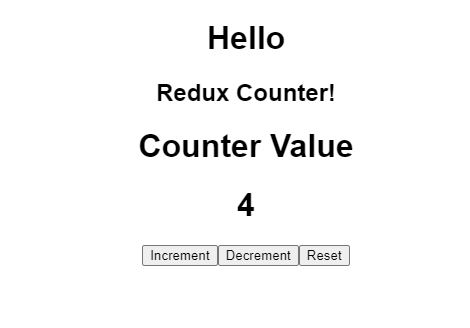 Hello
Redux Counter!
Counter Value
4
Increment Decrement Reset